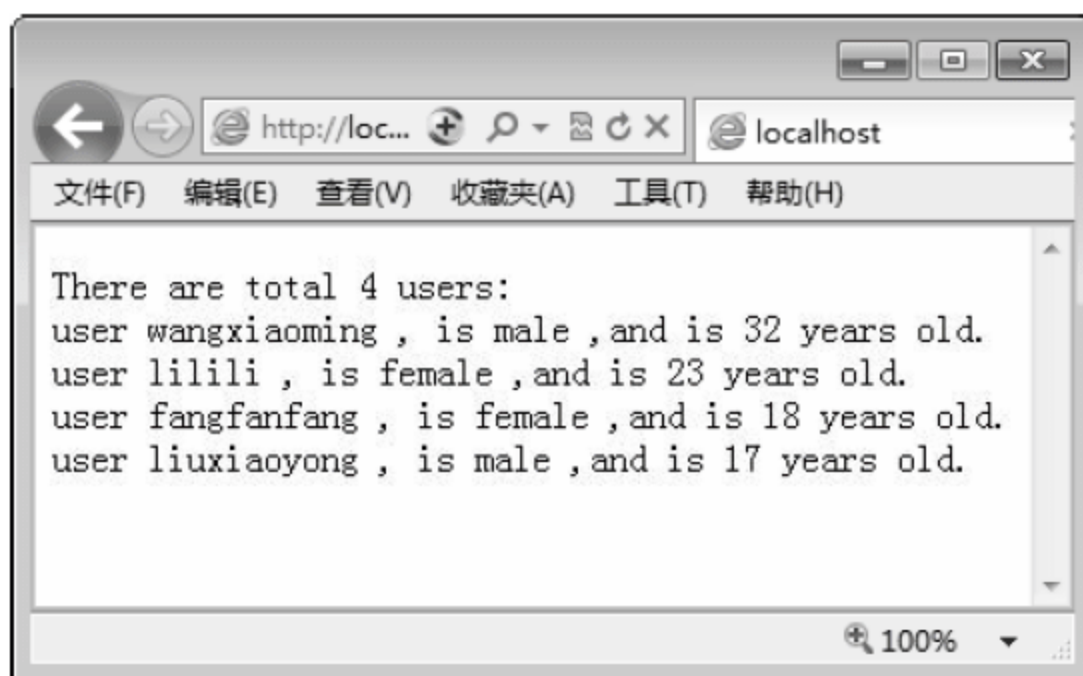 http://loc...
localhost
文件(F) 编辑(E) 查看(V) 收藏夹(A) 工具(T) 帮助(H)
There are total 4 users:
user wangxiaoming , is male ,and is 32 years old.
user lilili , is female ,and is 23 years old.
user fangfanfang , is female ,and is 18 years old.
user liuxiaoyong , is male ,and is 17 years old.
100%